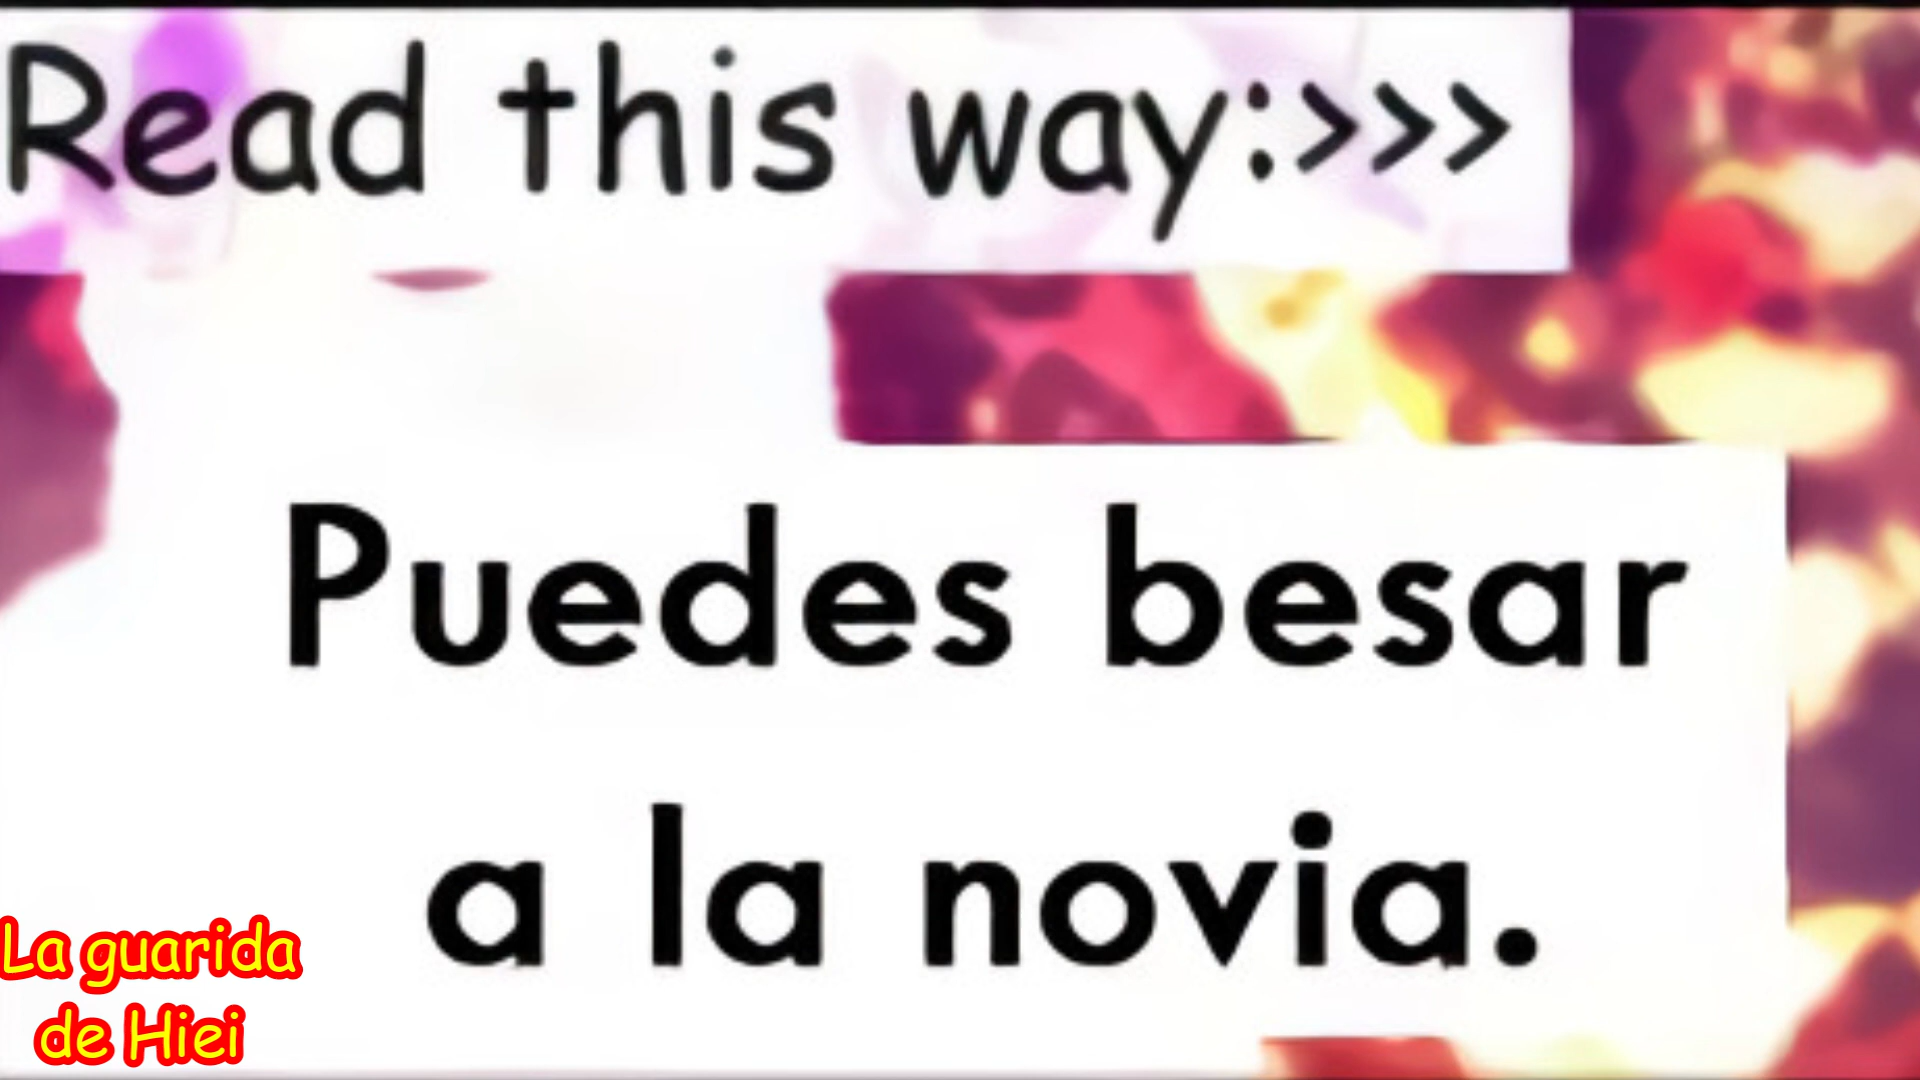 Read this way:>>>
Puedes besar
a la novia.
La guarida
de Hiei